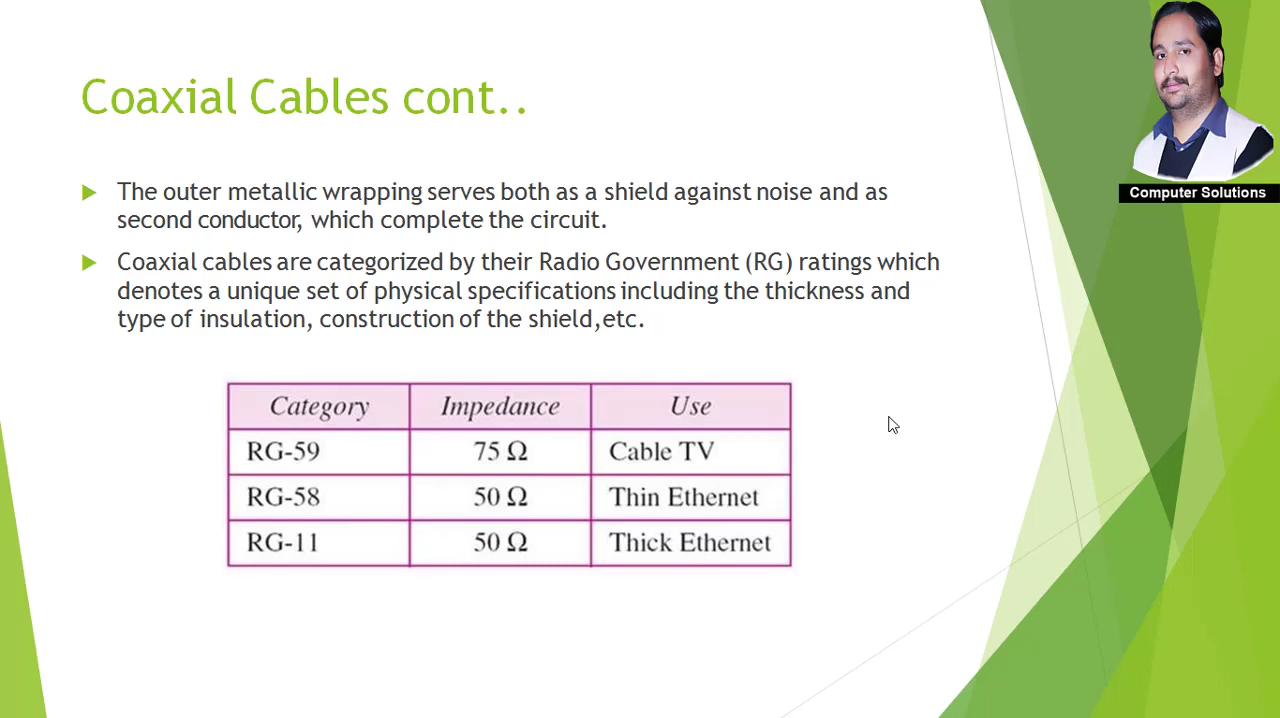 Coaxial Cables cont..
Computer Solutions
The outer metallic wrapping serves both as a shield against noise and as
second conductor, which complete the circuit.
Coaxial cables are categorized by their Radio Government (RG) ratings which
denotes a unique set of physical specifications including the thickness and
type of insulation, construction of the shield,etc.
Category Impedance Use
RG-59 75 Ω Cable TV
RG-58 50 Ω Thin Ethernet
RG-11 50 Ω Thick Ethernet